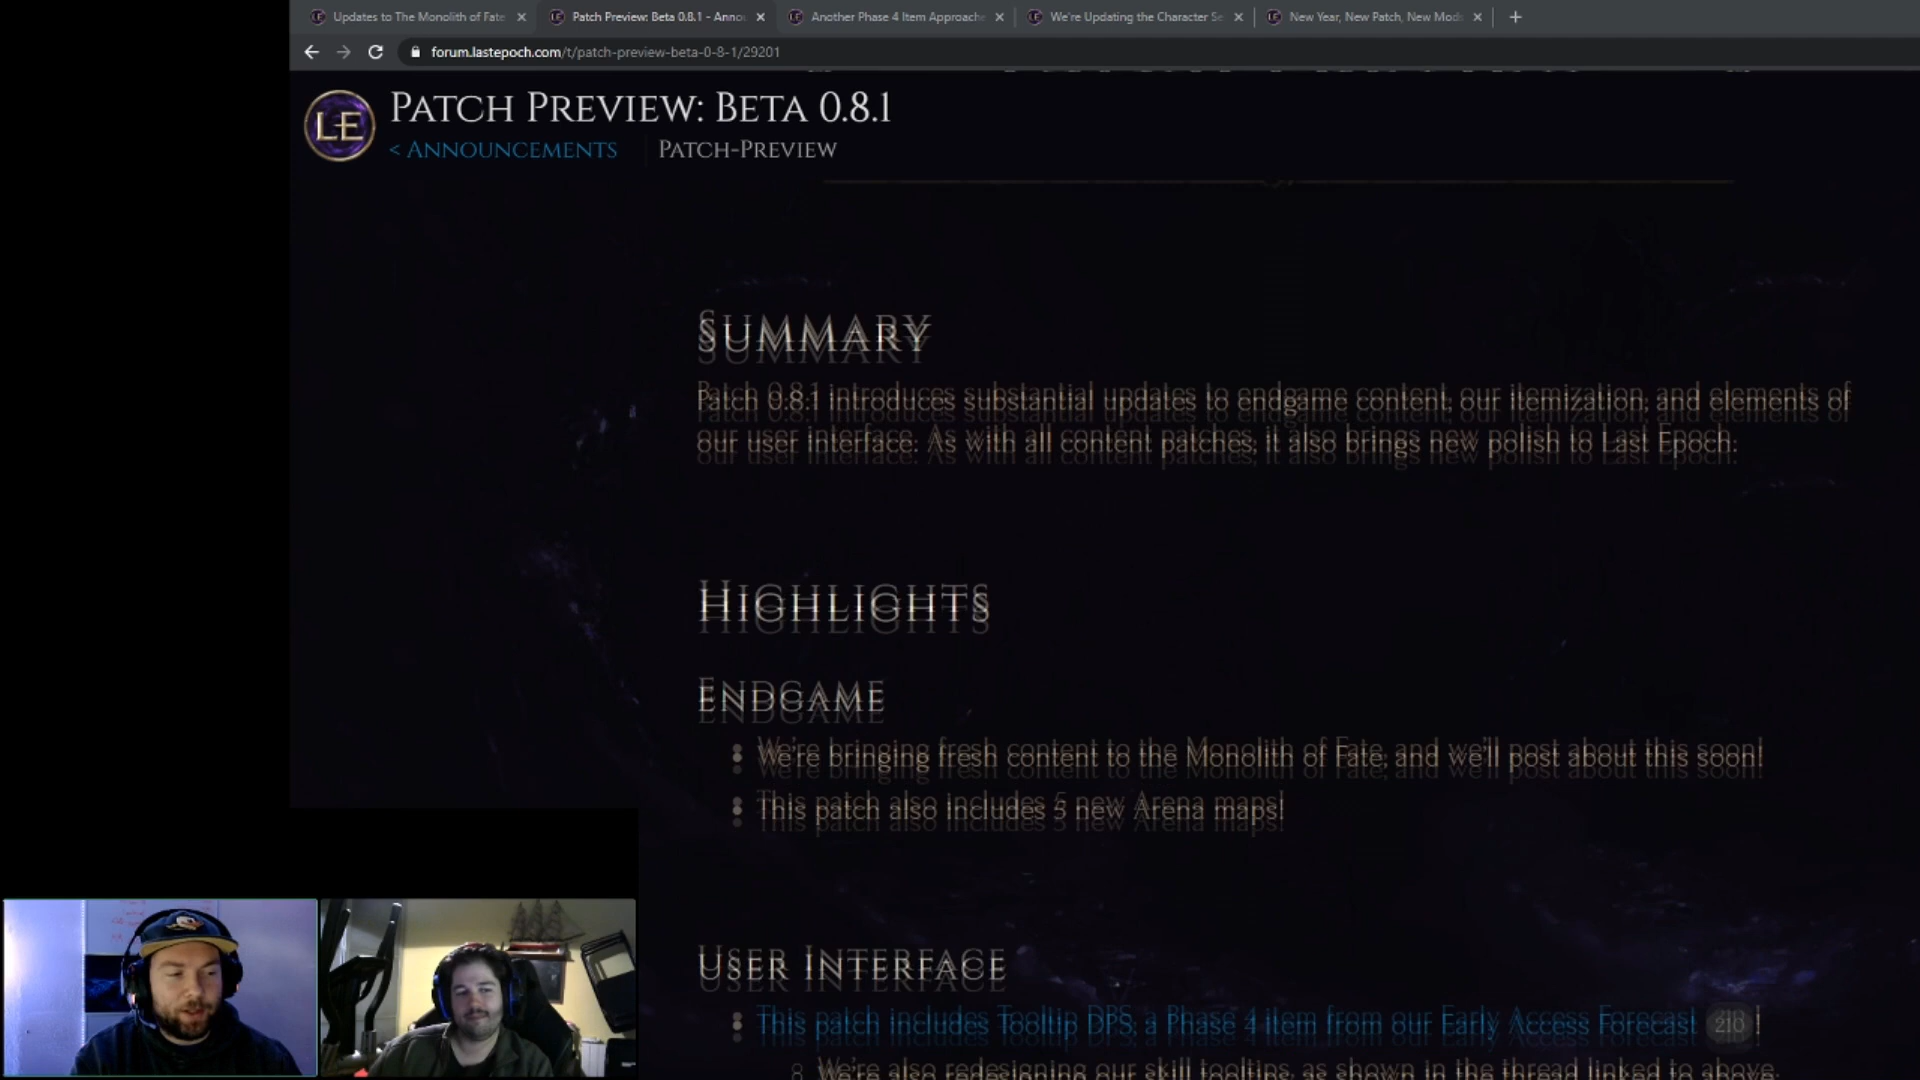 Updates to The Monolith of Fate
Patch Preview: Beta 0.8.1 - Annou
Another Phase 4 Item Approache
We're Updating the Character Se
New Year, New Patch, New Mod
forum.lastepoch.com/t/patch-preview-beta-0-8-1/29201
LE
Patch Preview: Beta 0.8.1
< Announcements
Patch-Preview
Summary
Patch 0.8.1 introduces substantial updates to endgame content, our itemization, and elements of
our user interface. As with all content patches, it also brings new polish to Last Epoch.
Highlights
Endgame
We're bringing fresh content to the Monolith of Fate, and we'll post about this soon!
This patch also includes 5 new Arena maps!
User Interface
This patch includes Tooltip DPS, a Phase 4 item from our Early Access Forecast 210 !
We're also redesigning our skill tooltips, as shown in the thread linked to above.